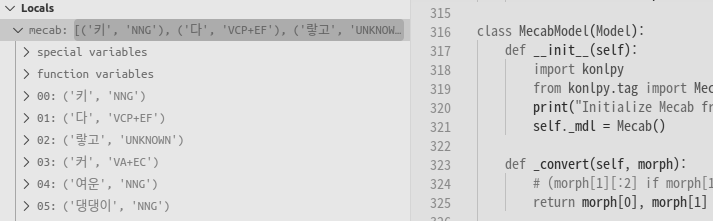 Locals
mecab: [('키', 'NNG'), ('다', 'VCP+EF'), ('랗고', 'UNKNOW…
special variables
function variables
00: ('키', 'NNG')
01: ('다', 'VCP+EF')
02: ('랗고', 'UNKNOWN')
03: ('커', 'VA+EC')
04: ('여운', 'NNG')
05: ('댕댕이', 'NNG')
315
316 class MecabModel(Model):
317 def __init__(self):
318 import konlpy
319 from konlpy.tag import Mec
320 print("Initialize Mecab fr
321 self._mdl = Mecab()
322
323 def _convert(self, morph):
324 # (morph[1][:2] if morph[1
325 return morph[0], morph[1]